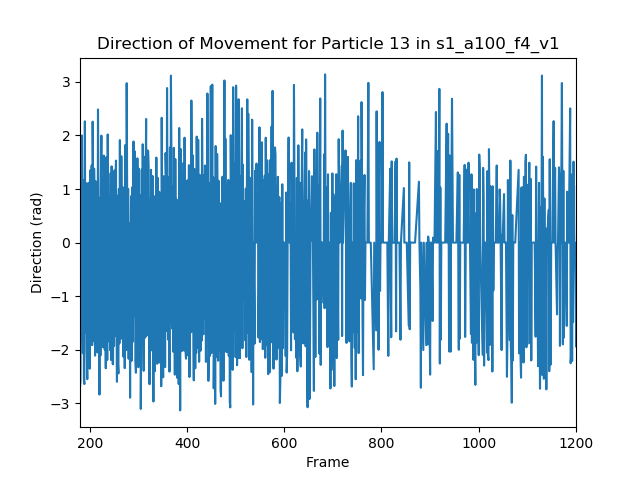 Direction of Movement for Particle 13 in s1_a100_f4_v1
3
2
1
0
−1
−2
−3
Direction (rad)
200 400 600 800 1000 1200
Frame